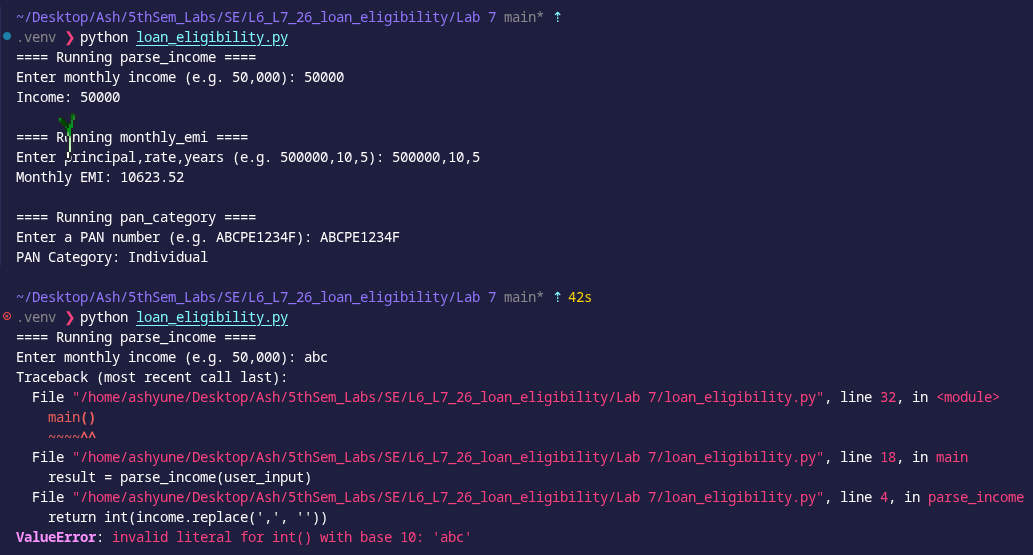 ~/Desktop/Ash/5thSem_Labs/SE/L6_L7_26_loan_eligibility/Lab 7 main* ⇡
.venv ❯ python loan_eligibility.py
==== Running parse_income ====
Enter monthly income (e.g. 50,000): 50000
Income: 50000
==== Running monthly_emi ====
Enter principal,rate,years (e.g. 500000,10,5): 500000,10,5
Monthly EMI: 10623.52
==== Running pan_category ====
Enter a PAN number (e.g. ABCPE1234F): ABCPE1234F
PAN Category: Individual
~/Desktop/Ash/5thSem_Labs/SE/L6_L7_26_loan_eligibility/Lab 7 main* ⇡ 42s
.venv ❯ python loan_eligibility.py
==== Running parse_income ====
Enter monthly income (e.g. 50,000): abc
Traceback (most recent call last):
  File "/home/ashyune/Desktop/Ash/5thSem_Labs/SE/L6_L7_26_loan_eligibility/Lab 7/loan_eligibility.py", line 32, in <module>
    main()
    ~~~~^^
  File "/home/ashyune/Desktop/Ash/5thSem_Labs/SE/L6_L7_26_loan_eligibility/Lab 7/loan_eligibility.py", line 18, in main
    result = parse_income(user_input)
  File "/home/ashyune/Desktop/Ash/5thSem_Labs/SE/L6_L7_26_loan_eligibility/Lab 7/loan_eligibility.py", line 4, in parse_income
    return int(income.replace(',', ''))
ValueError: invalid literal for int() with base 10: 'abc'